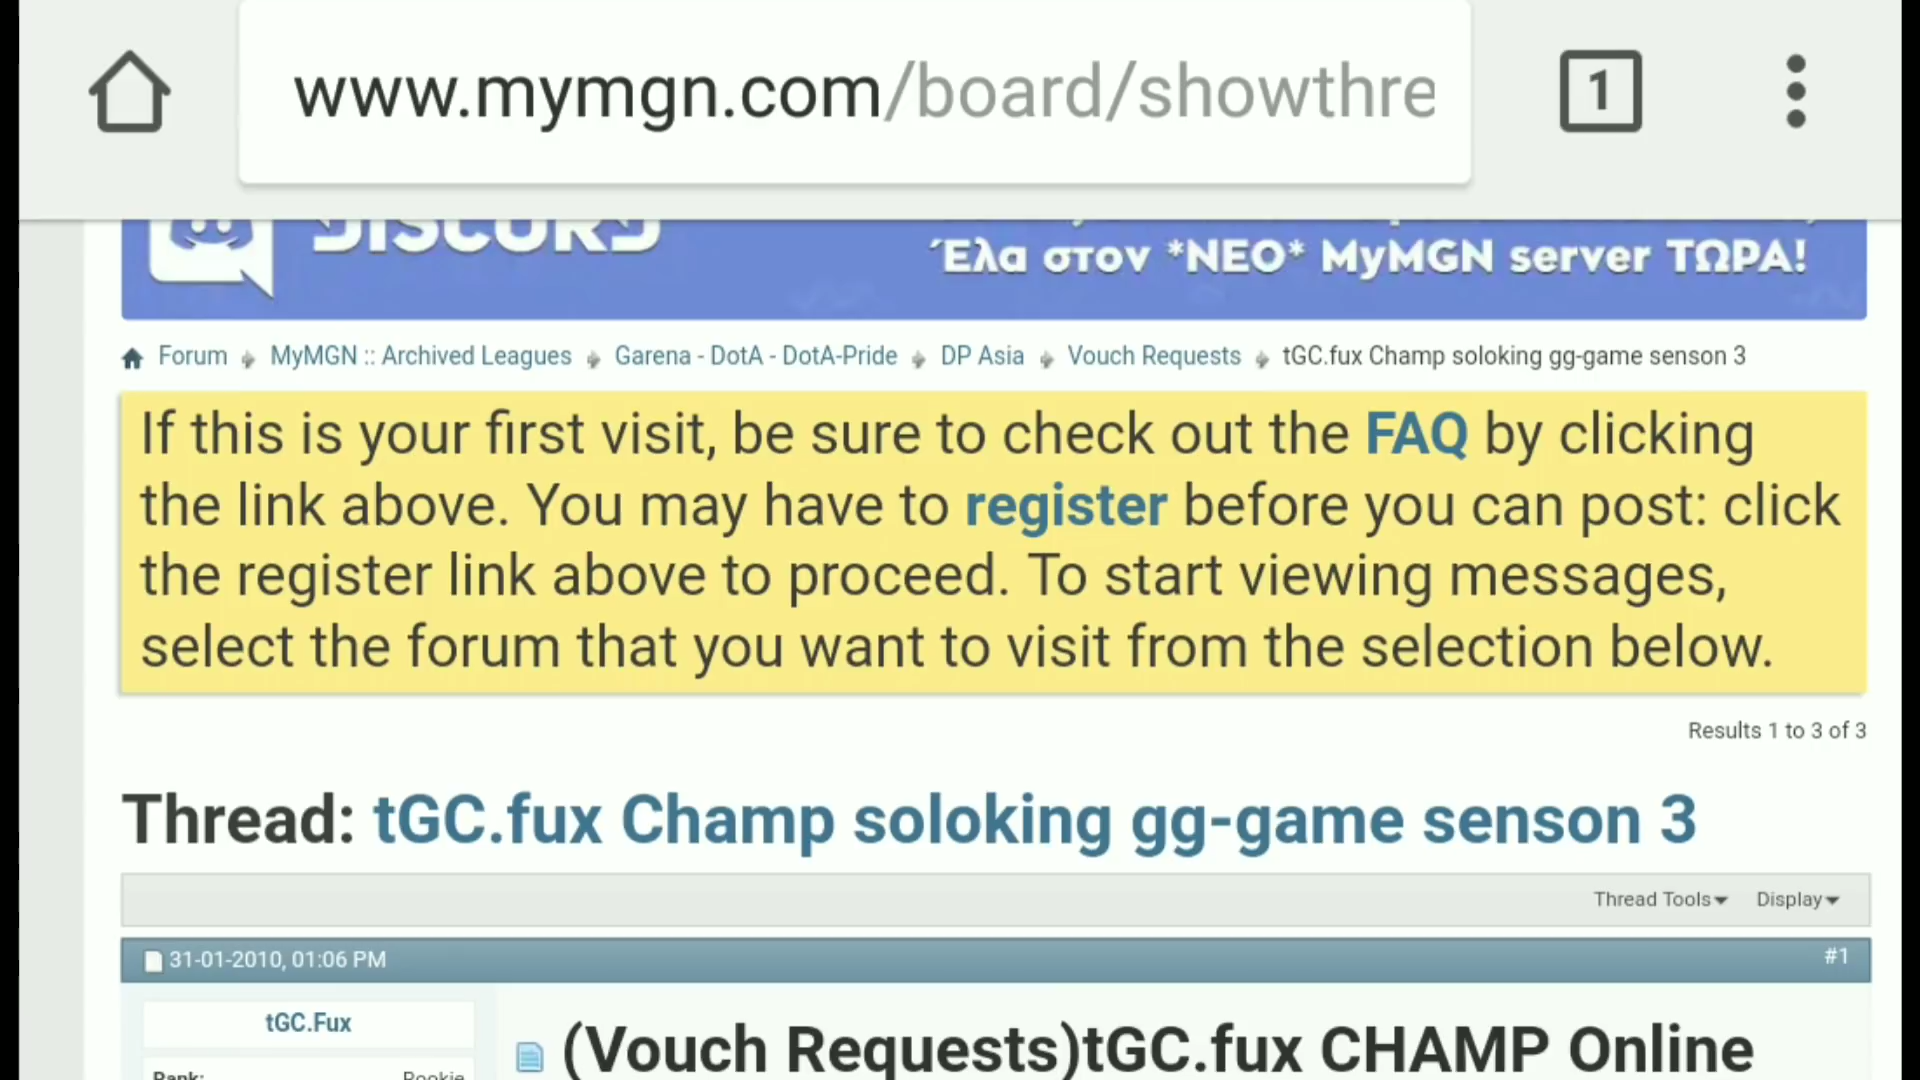 www.mymgn.com/board/showthre
1
DISCORD
Έλα στον *ΝΕΟ* MyMGN server ΤΩΡΑ!
Forum MyMGN :: Archived Leagues Garena - DotA - DotA-Pride DP Asia Vouch Requests tGC.fux Champ soloking gg-game senson 3
If this is your first visit, be sure to check out the FAQ by clicking
the link above. You may have to register before you can post: click
the register link above to proceed. To start viewing messages,
select the forum that you want to visit from the selection below.
Results 1 to 3 of 3
Thread: tGC.fux Champ soloking gg-game senson 3
Thread Tools Display
31-01-2010, 01:06 PM #1
tGC.Fux
(Vouch Requests)tGC.fux CHAMP Online
Rank: Rookie